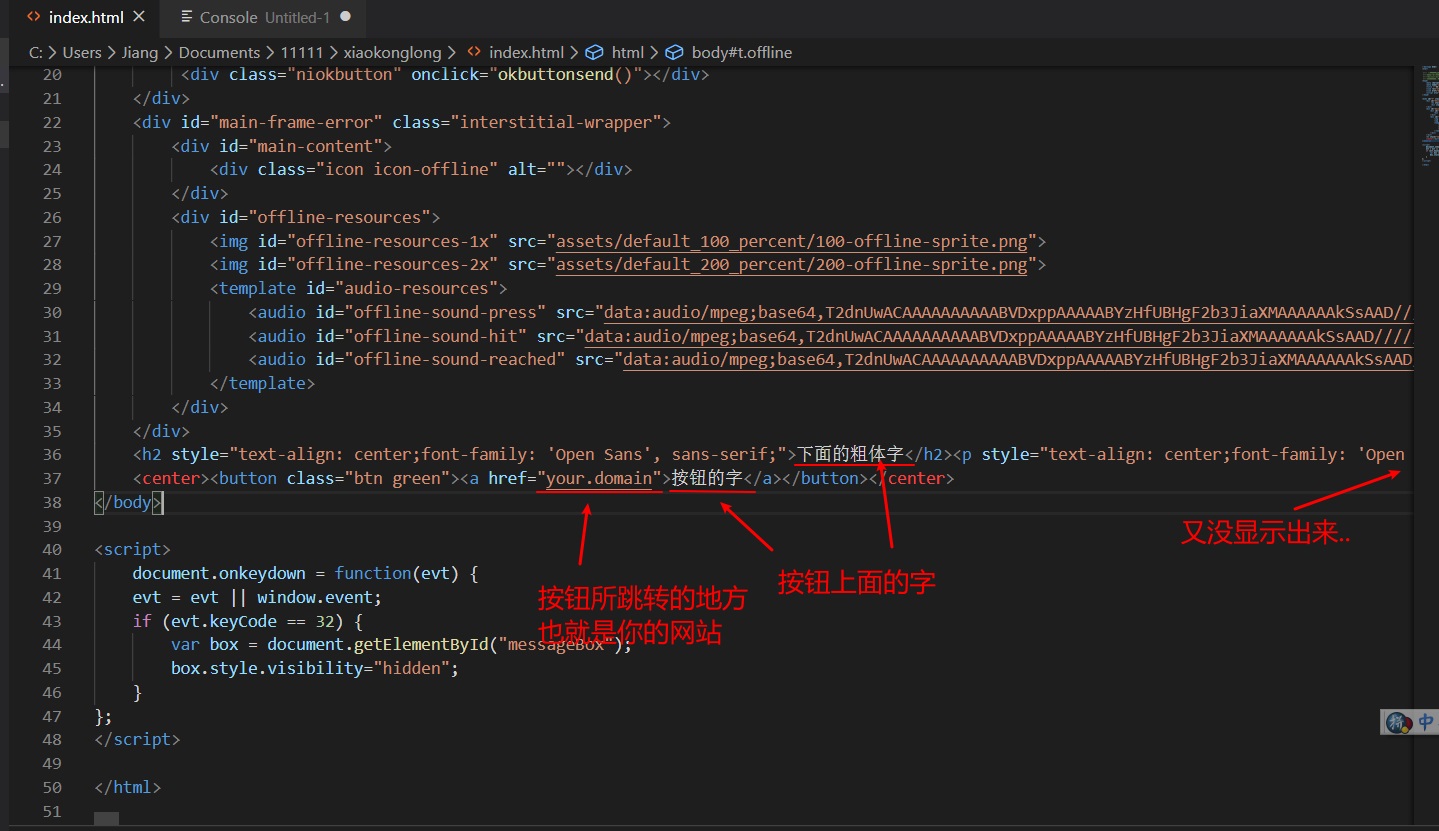 index.html
Console Untitled-1
C: > Users > Jiang > Documents > 11111 > xiaokonglong > index.html > html > body#t.offline
20 <div class="niokbutton" onclick="okbuttonsend()"></div>
21 </div>
22 <div id="main-frame-error" class="interstitial-wrapper">
23 <div id="main-content">
24 <div class="icon icon-offline" alt=""></div>
25 </div>
26 <div id="offline-resources">
27 <img id="offline-resources-1x" src="assets/default_100_percent/100-offline-sprite.png">
28 <img id="offline-resources-2x" src="assets/default_200_percent/200-offline-sprite.png">
29 <template id="audio-resources">
30 <audio id="offline-sound-press" src="data:audio/mpeg;base64,T2dnUwACAAAAAAAAAABVDxppAAAAABYzHfUBHgF2b3JiaXMAAAAAAkSsAAD//
31 <audio id="offline-sound-hit" src="data:audio/mpeg;base64,T2dnUwACAAAAAAAAAABVDxppAAAAABYzHfUBHgF2b3JiaXMAAAAAAkSsAAD////
32 <audio id="offline-sound-reached" src="data:audio/mpeg;base64,T2dnUwACAAAAAAAAAABVDxppAAAAABYzHfUBHgF2b3JiaXMAAAAAAkSsAAD
33 </template>
34 </div>
35 </div>
36 <h2 style="text-align: center;font-family: 'Open Sans', sans-serif;">下面的粗体字</h2><p style="text-align: center;font-family: 'Open
37 <center><button class="btn green"><a href="your.domain">按钮的字</a></button></center>
38 </body>
39
40 <script>
41 document.onkeydown = function(evt) {
42 evt = evt || window.event;
43 if (evt.keyCode == 32) {
44 var box = document.getElementById("messageBox");
45 box.style.visibility="hidden";
46 }
47 };
48 </script>
49
50 </html>
51
又没显示出来..
按钮上面的字
按钮所跳转的地方
也就是你的网站
中